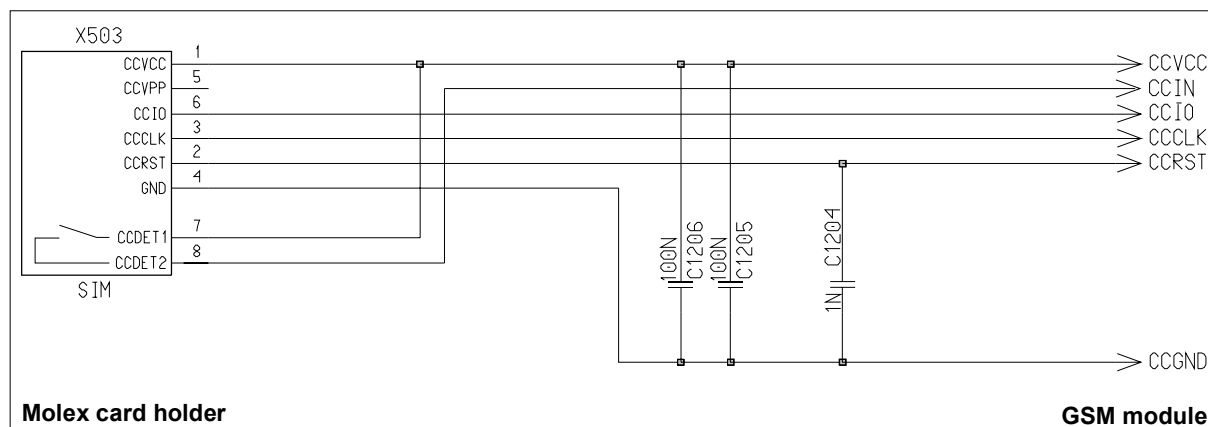 X503
1
CCVCC
CCVCC
5
CCVPP
CCIN
6
CCIO
CCIO
3
CCCLK
CCCLK
2
CCRST
CCRST
4
GND
7
CCDET1
8
CCDET2
SIM
100N
C1206
100N
C1205
1N
C1204
CCGND
Molex card holder
GSM module